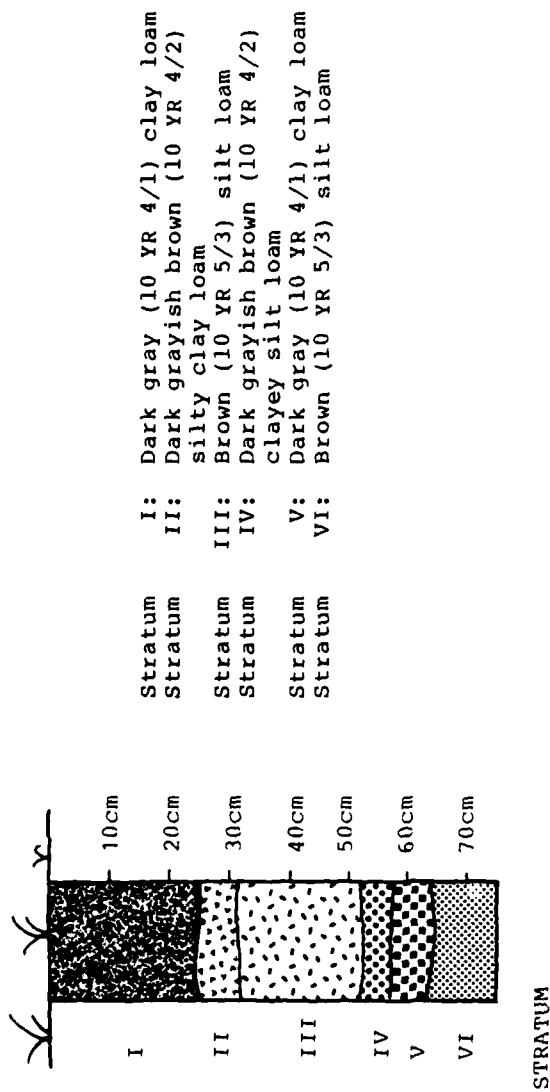 10cm
20cm
30cm
40cm
50cm
60cm
70cm
I
II
III
IV
V
VI
STRATUM
Stratum I: Dark gray (10 YR 4/1) clay loam
Stratum II: Dark grayish brown (10 YR 4/2)
silty clay loam
Stratum III: Brown (10 YR 5/3) silt loam
Stratum IV: Dark grayish brown (10 YR 4/2)
clayey silt loam
Stratum V: Dark gray (10 YR 4/1) clay loam
Stratum VI: Brown (10 YR 5/3) silt loam